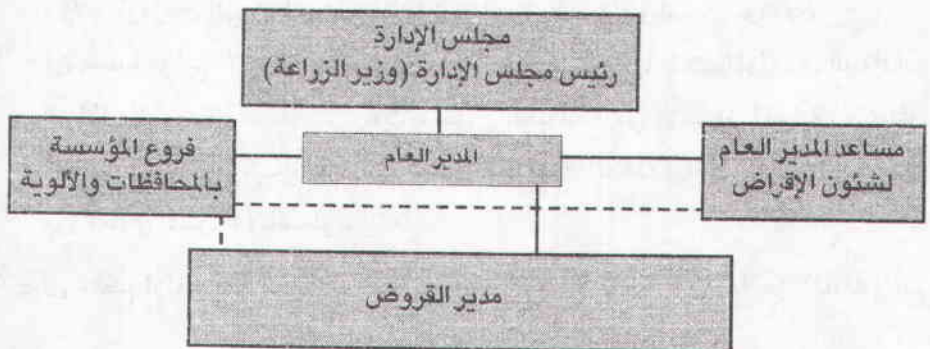 مجلس الإدارة
رئيس مجلس الإدارة (وزير الزراعة)
مساعد المدير العام
لشئون الإقراض
المدير العام
فروع المؤسسة
بالمحافظات والألوية
مدير القروض